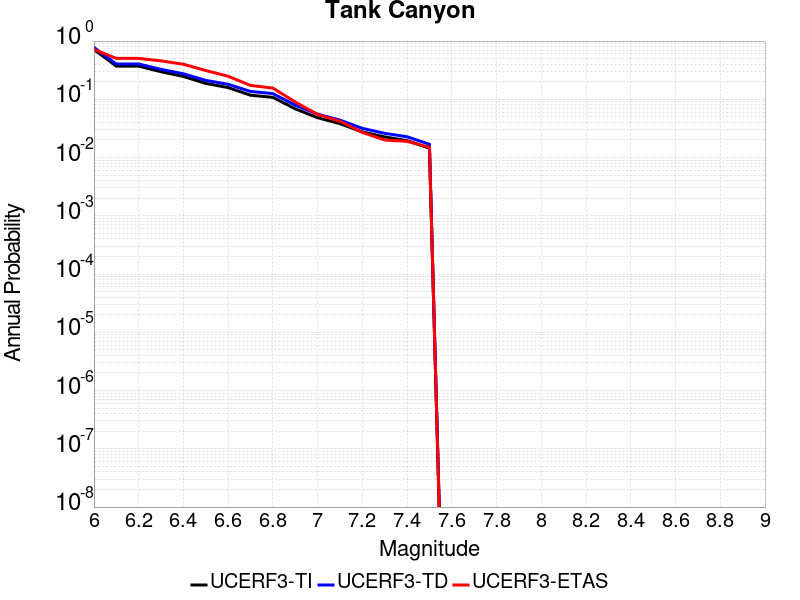 Tank Canyon
10^0
10^-1
10^-2
10^-3
10^-4
10^-5
10^-6
10^-7
10^-8
Annual Probability
6 6.2 6.4 6.6 6.8 7 7.2 7.4 7.6 7.8 8 8.2 8.4 8.6 8.8 9
Magnitude
UCERF3-TI UCERF3-TD UCERF3-ETAS